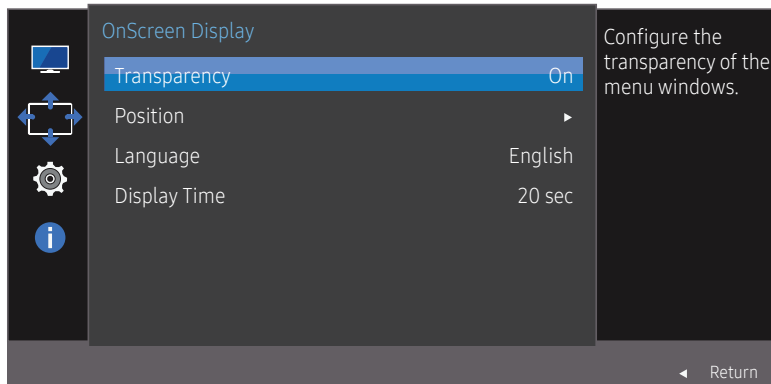 OnScreen Display
Transparency On
Position ▸
Language English
Display Time 20 sec
Configure the
transparency of the
menu windows.
◂ Return